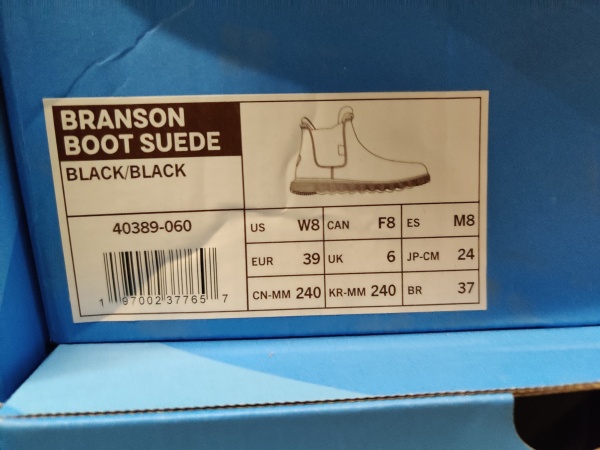 BRANSON
BOOT SUEDE
BLACK/BLACK
40389-060
1 97002 37765 7
US W8 CAN F8 ES M8
EUR 39 UK 6 JP-CM 24
CN-MM 240 KR-MM 240 BR 37